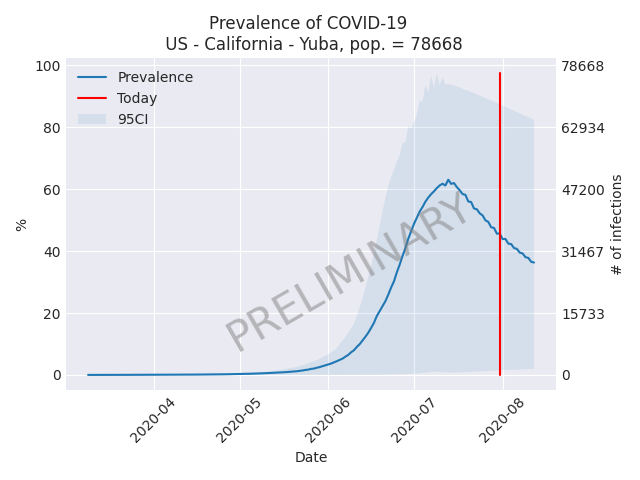 Prevalence of COVID-19
US - California - Yuba, pop. = 78668
Prevalence
Today
95CI
PRELIMINARY
100
80
60
40
20
0
%
78668
62934
47200
31467
15733
0
# of infections
2020-04
2020-05
2020-06
2020-07
2020-08
Date